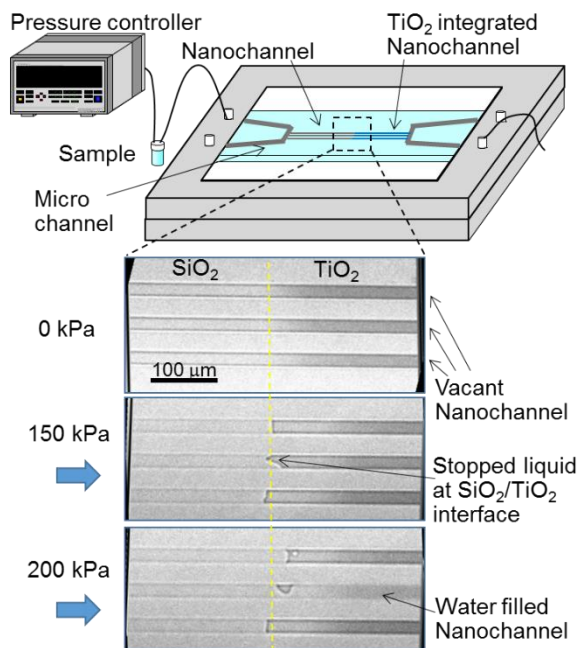 Pressure controller
Nanochannel
TiO₂ integrated
Nanochannel
Sample
Micro
channel
SiO₂
TiO₂
0 kPa
100 μm
Vacant
Nanochannel
150 kPa
Stopped liquid
at SiO₂/TiO₂
interface
200 kPa
Water filled
Nanochannel